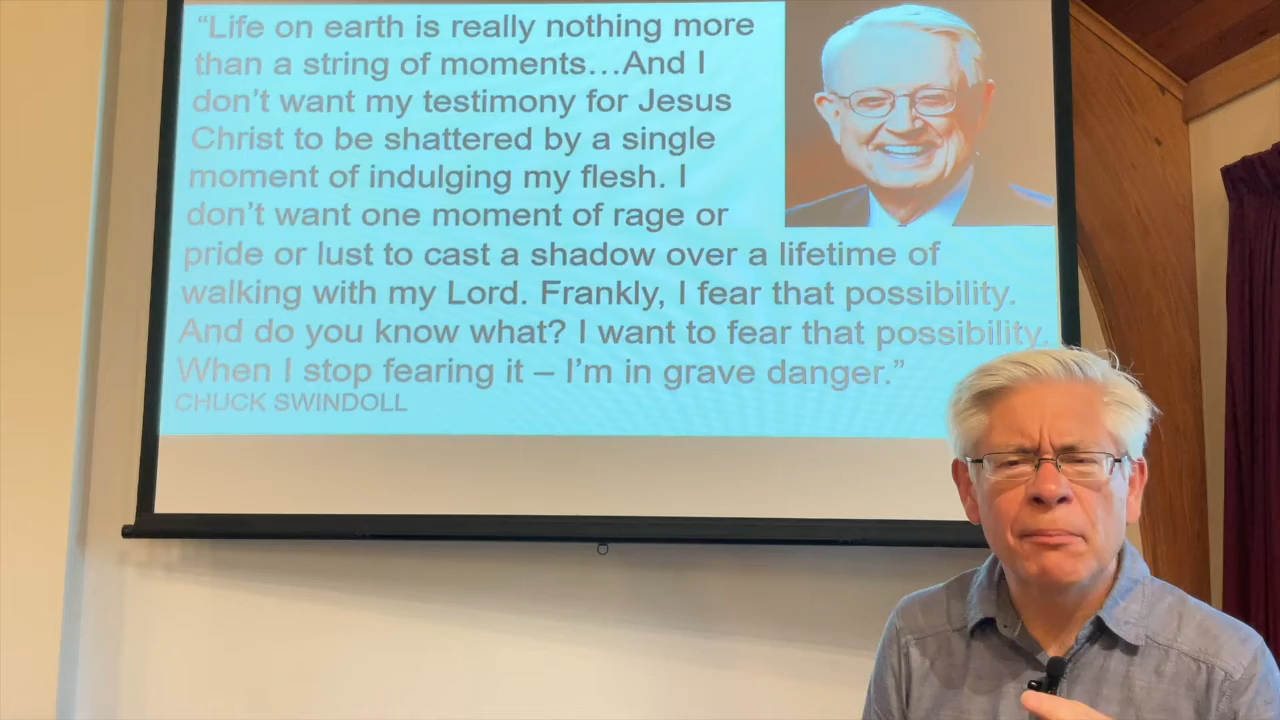 “Life on earth is really nothing more
than a string of moments…And I
don’t want my testimony for Jesus
Christ to be shattered by a single
moment of indulging my flesh. I
don’t want one moment of rage or
pride or lust to cast a shadow over a lifetime of
walking with my Lord. Frankly, I fear that possibility.
And do you know what? I want to fear that possibility.
When I stop fearing it – I’m in grave danger.”
CHUCK SWINDOLL